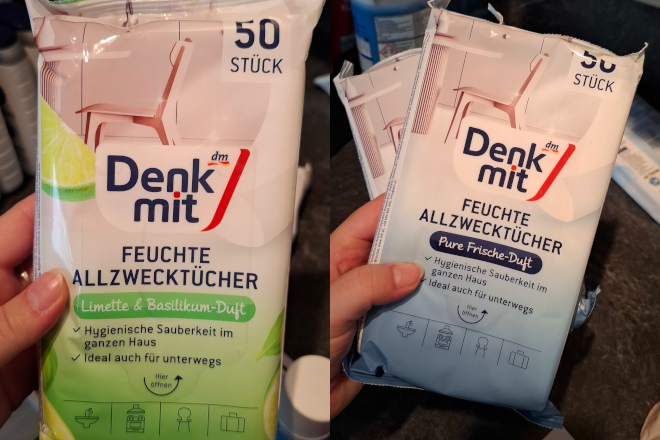 50
STÜCK
dm
Denk
mit
FEUCHTE
ALLZWECKTÜCHER
Limette & Basilikum-Duft
✓ Hygienische Sauberkeit im
ganzen Haus
✓ Ideal auch für unterwegs
Hier
öffnen
50
STÜCK
dm
Denk
mit
FEUCHTE
ALLZWECKTÜCHER
Pure Frische-Duft
✓ Hygienische Sauberkeit im
ganzen Haus
✓ Ideal auch für unterwegs
Hier
öffnen